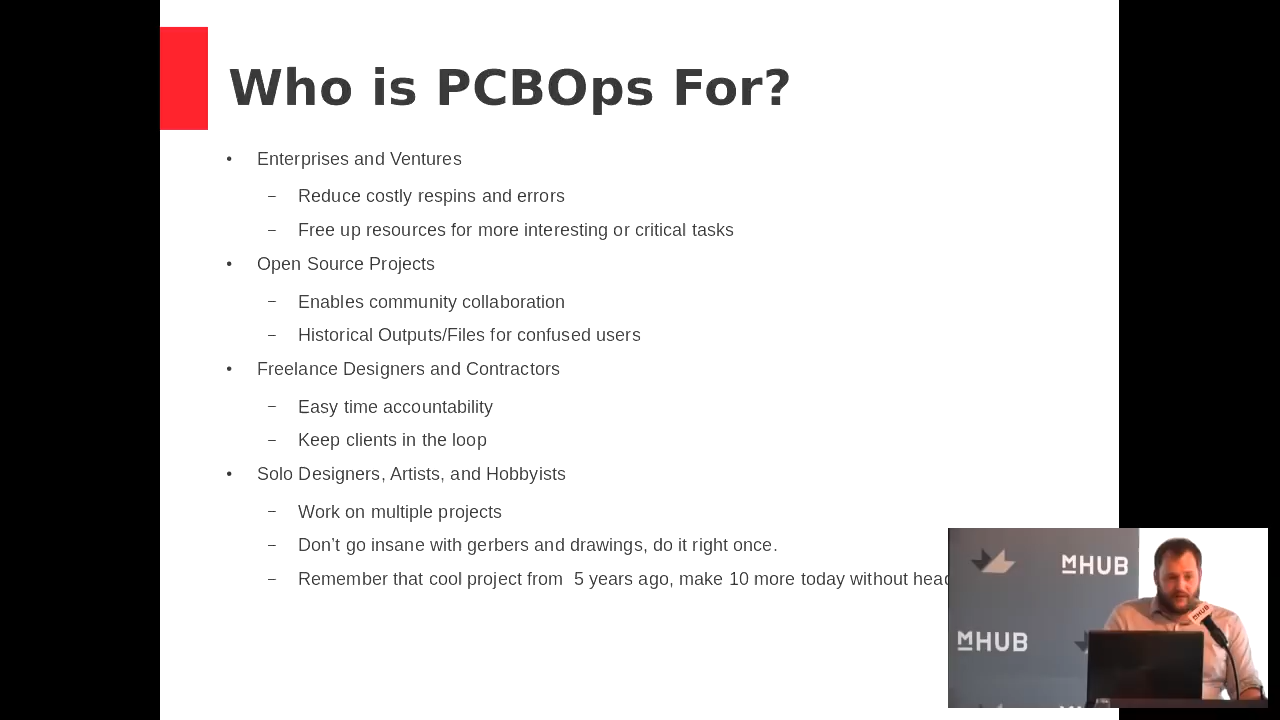 Who is PCBOps For?
• Enterprises and Ventures
– Reduce costly respins and errors
– Free up resources for more interesting or critical tasks
• Open Source Projects
– Enables community collaboration
– Historical Outputs/Files for confused users
• Freelance Designers and Contractors
– Easy time accountability
– Keep clients in the loop
• Solo Designers, Artists, and Hobbyists
– Work on multiple projects
– Don’t go insane with gerbers and drawings, do it right once.
– Remember that cool project from  5 years ago, make 10 more today without
MHUB
MHUB
MHUB